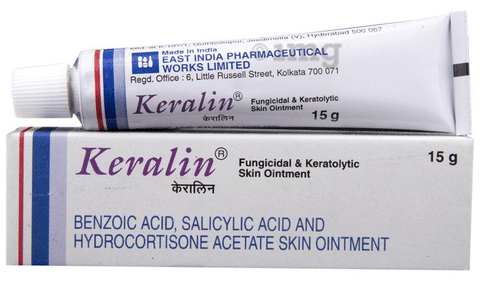 Made in India
EAST INDIA PHARMACEUTICAL
WORKS LIMITED
Regd. Office : 6, Little Russell Street, Kolkata 700 071
Keralin®
केरालिन
Fungicidal & Keratolytic
Skin Ointment
15 g
Keralin®
केरालिन
Fungicidal & Keratolytic
Skin Ointment
15 g
BENZOIC ACID, SALICYLIC ACID AND
HYDROCORTISONE ACETATE SKIN OINTMENT